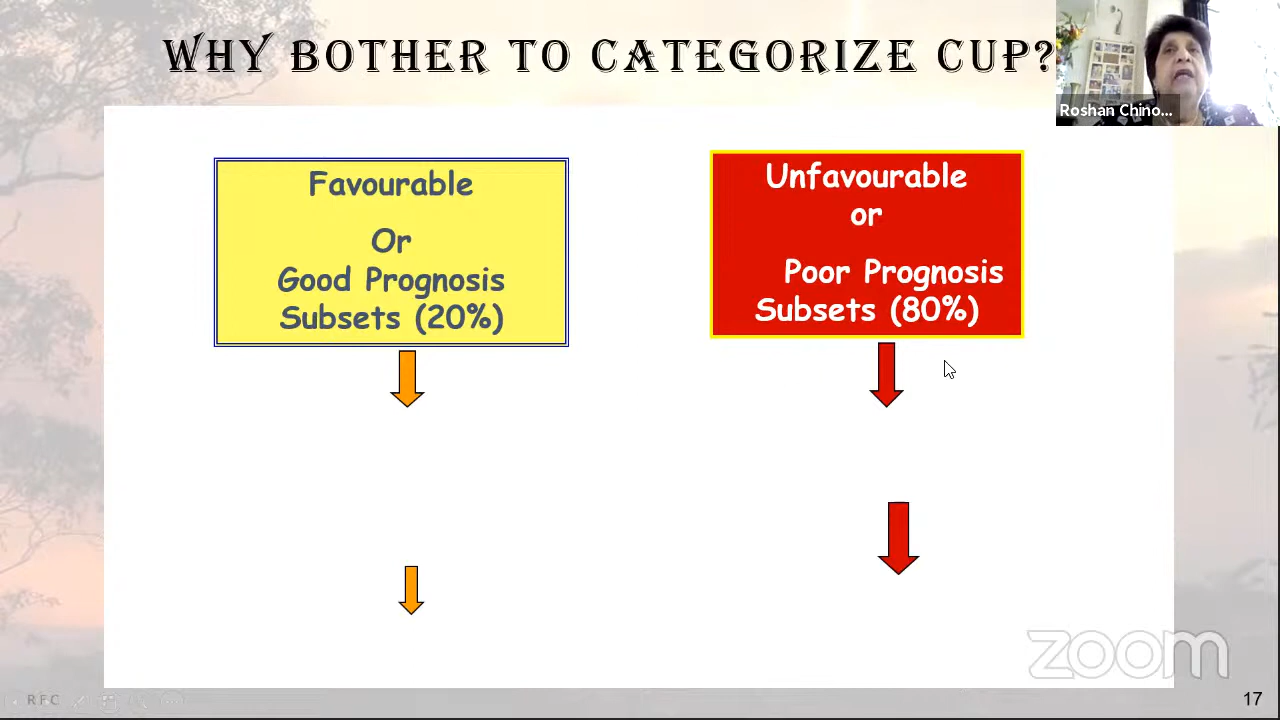 WHY BOTHER TO CATEGORIZE CUP?
Roshan Chino...
Favourable
Or
Good Prognosis
Subsets (20%)
Unfavourable
or
Poor Prognosis
Subsets (80%)
zoom
RFC
17